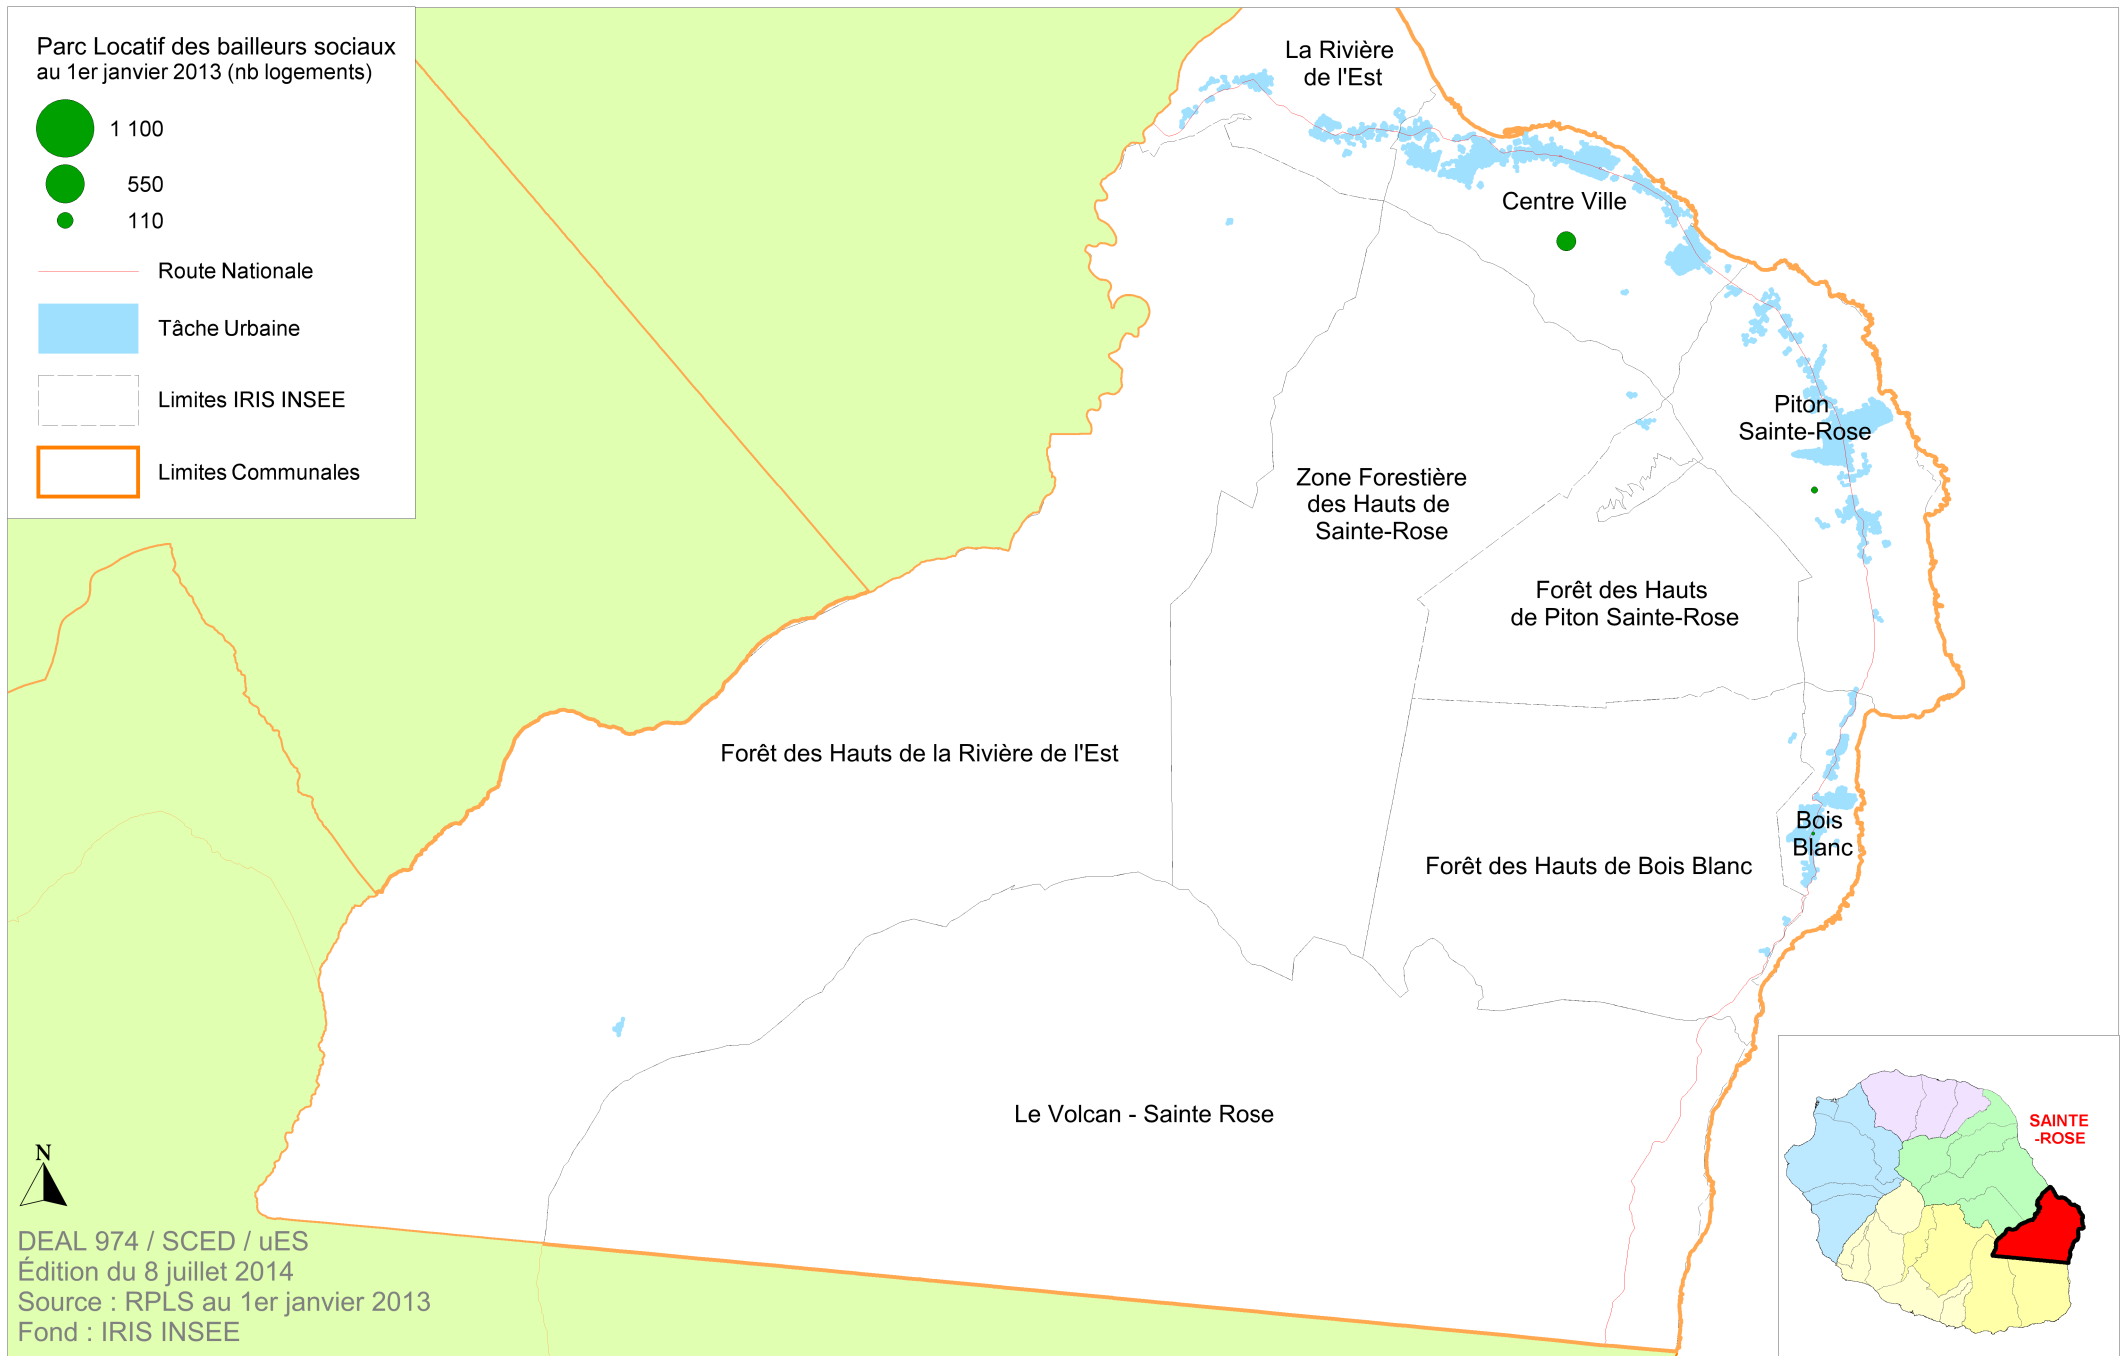 Parc Locatif des bailleurs sociaux
au 1er janvier 2013 (nb logements)
1 100
550
110
Route Nationale
Tâche Urbaine
Limites IRIS INSEE
Limites Communales
La Rivière
de l'Est
Centre Ville
Piton
Sainte-Rose
Zone Forestière
des Hauts de
Sainte-Rose
Forêt des Hauts
de Piton Sainte-Rose
Forêt des Hauts de la Rivière de l'Est
Bois
Blanc
Forêt des Hauts de Bois Blanc
Le Volcan - Sainte Rose
SAINTE
-ROSE
N
DEAL 974 / SCED / uES
Édition du 8 juillet 2014
Source : RPLS au 1er janvier 2013
Fond : IRIS INSEE